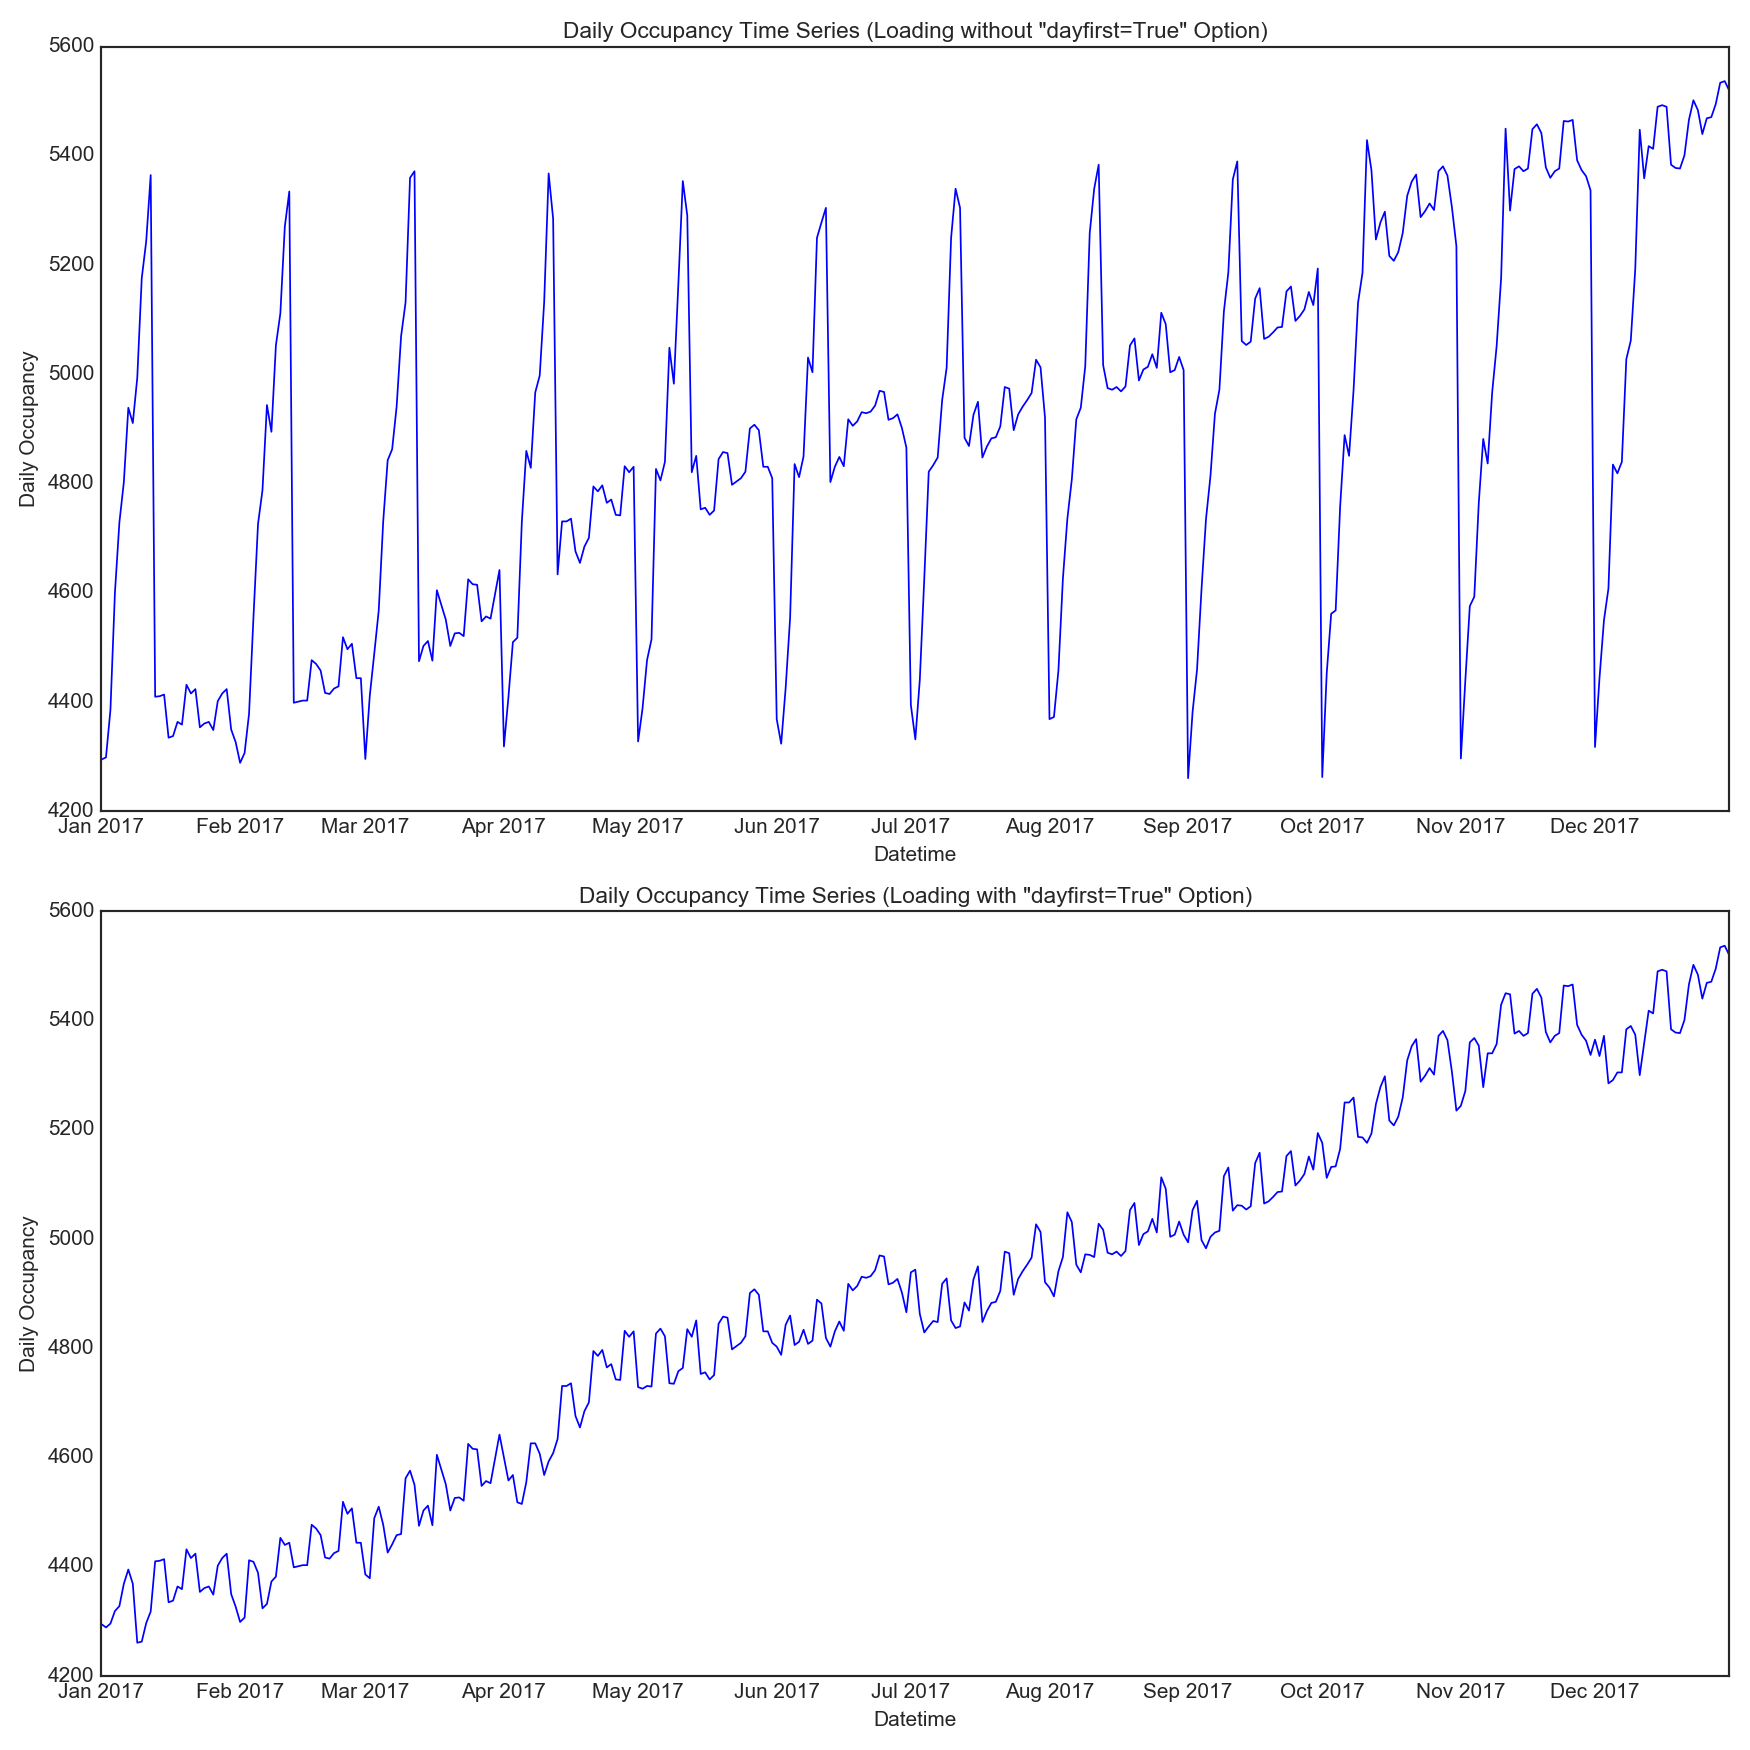 Daily Occupancy Time Series (Loading without "dayfirst=True" Option)
5600
5400
5200
5000
4800
4600
4400
4200
Daily Occupancy
Jan 2017 Feb 2017 Mar 2017 Apr 2017 May 2017 Jun 2017 Jul 2017 Aug 2017 Sep 2017 Oct 2017 Nov 2017 Dec 2017
Datetime
Daily Occupancy Time Series (Loading with "dayfirst=True" Option)
5600
5400
5200
5000
4800
4600
4400
4200
Daily Occupancy
Jan 2017 Feb 2017 Mar 2017 Apr 2017 May 2017 Jun 2017 Jul 2017 Aug 2017 Sep 2017 Oct 2017 Nov 2017 Dec 2017
Datetime